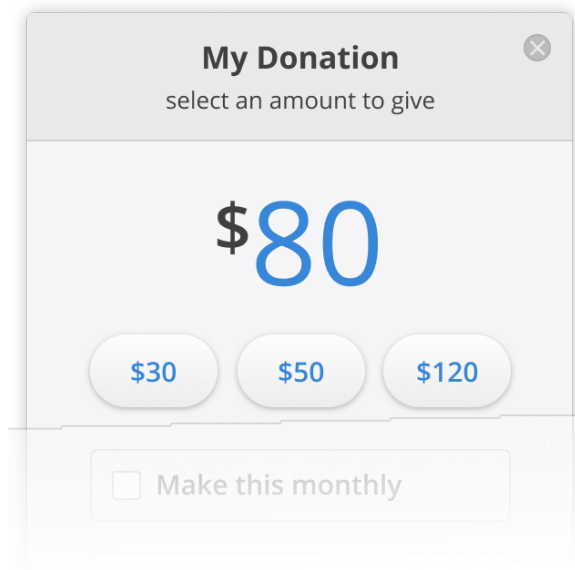 My Donation
select an amount to give
$80
$30 $50 $120
Make this monthly